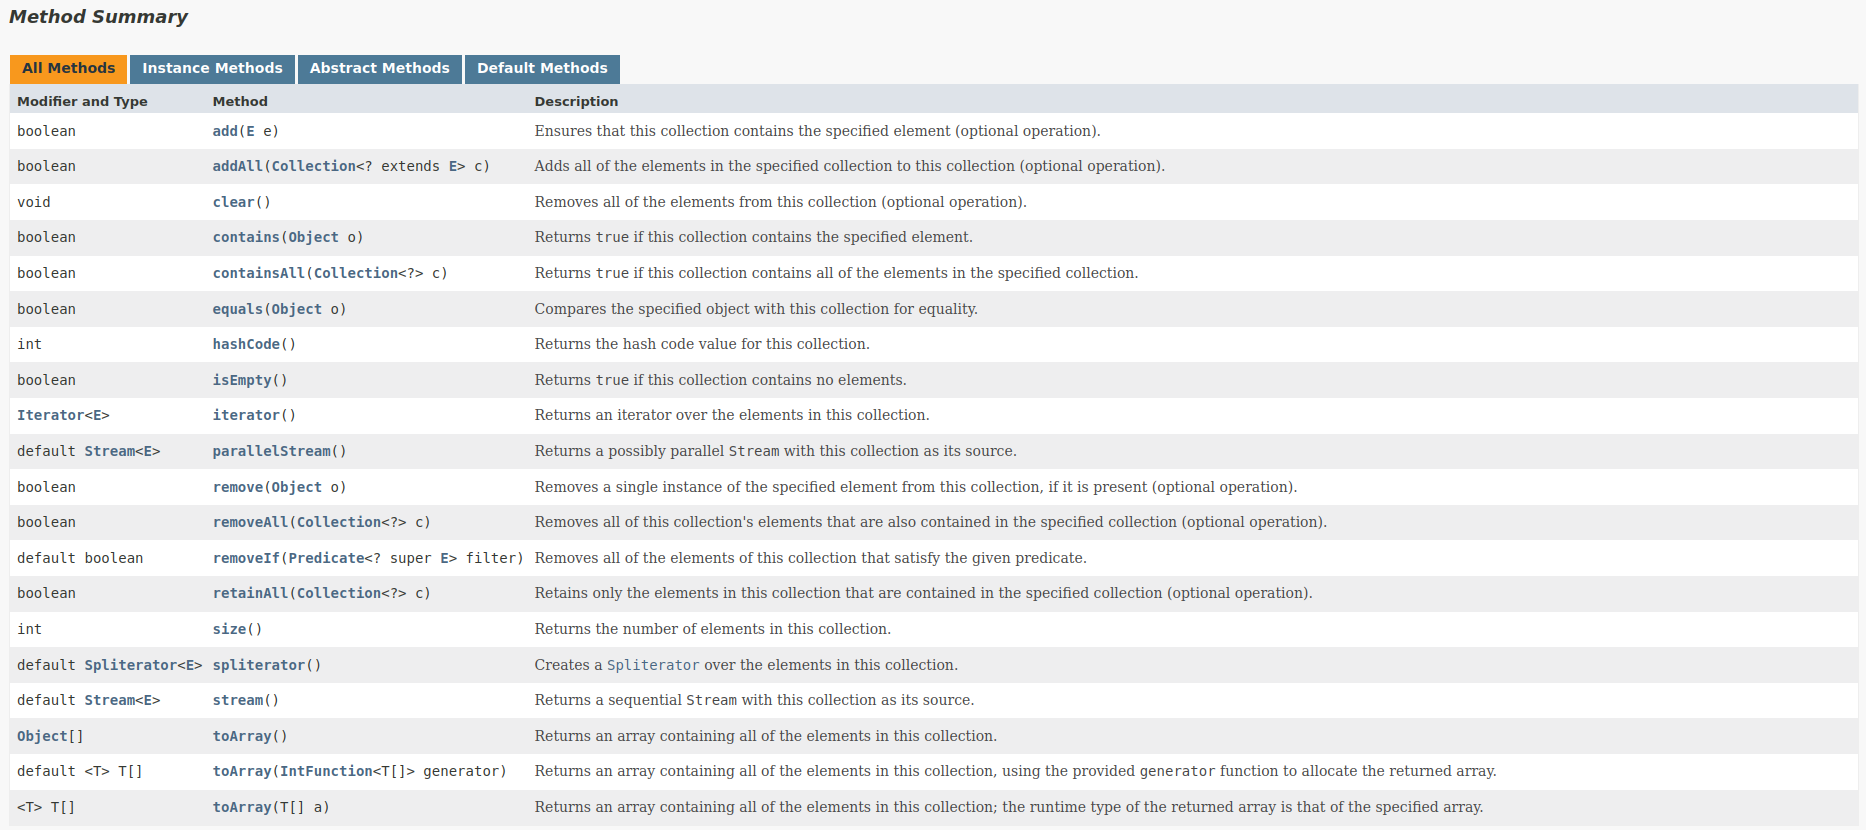 Method Summary
All Methods Instance Methods Abstract Methods Default Methods
Modifier and Type Method Description
boolean add(E e) Ensures that this collection contains the specified element (optional operation).
boolean addAll(Collection<? extends E> c) Adds all of the elements in the specified collection to this collection (optional operation).
void clear() Removes all of the elements from this collection (optional operation).
boolean contains(Object o) Returns true if this collection contains the specified element.
boolean containsAll(Collection<?> c) Returns true if this collection contains all of the elements in the specified collection.
boolean equals(Object o) Compares the specified object with this collection for equality.
int hashCode() Returns the hash code value for this collection.
boolean isEmpty() Returns true if this collection contains no elements.
Iterator<E> iterator() Returns an iterator over the elements in this collection.
default Stream<E> parallelStream() Returns a possibly parallel Stream with this collection as its source.
boolean remove(Object o) Removes a single instance of the specified element from this collection, if it is present (optional operation).
boolean removeAll(Collection<?> c) Removes all of this collection's elements that are also contained in the specified collection (optional operation).
default boolean removeIf(Predicate<? super E> filter) Removes all of the elements of this collection that satisfy the given predicate.
boolean retainAll(Collection<?> c) Retains only the elements in this collection that are contained in the specified collection (optional operation).
int size() Returns the number of elements in this collection.
default Spliterator<E> spliterator() Creates a Spliterator over the elements in this collection.
default Stream<E> stream() Returns a sequential Stream with this collection as its source.
Object[] toArray() Returns an array containing all of the elements in this collection.
default <T> T[] toArray(IntFunction<T[]> generator) Returns an array containing all of the elements in this collection, using the provided generator function to allocate the returned array.
<T> T[] toArray(T[] a) Returns an array containing all of the elements in this collection; the runtime type of the returned array is that of the specified array.